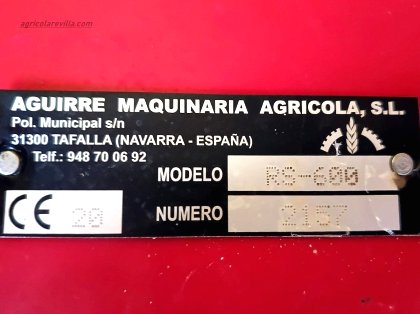 agricolarevilla.com
AGUIRRE MAQUINARIA AGRICOLA, S.L.
Pol. Municipal s/n
31300 TAFALLA (NAVARRA - ESPAÑA)
Telf.: 948 70 06 92
MODELO RS-600
CE 20 NUMERO 2157